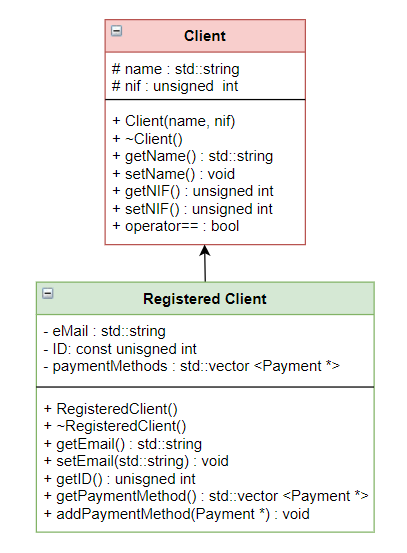 Client
# name : std::string
# nif : unsigned int
+ Client(name, nif)
+ ~Client()
+ getName() : std::string
+ setName() : void
+ getNIF() : unsigned int
+ setNIF() : unsigned int
+ operator== : bool
Registered Client
- eMail : std::string
- ID: const unisgned int
- paymentMethods : std::vector <Payment *>
+ RegisteredClient()
+ ~RegisteredClient()
+ getEmail() : std::string
+ setEmail(std::string) : void
+ getID() : unisgned int
+ getPaymentMethod() : std::vector <Payment *>
+ addPaymentMethod(Payment *) : void